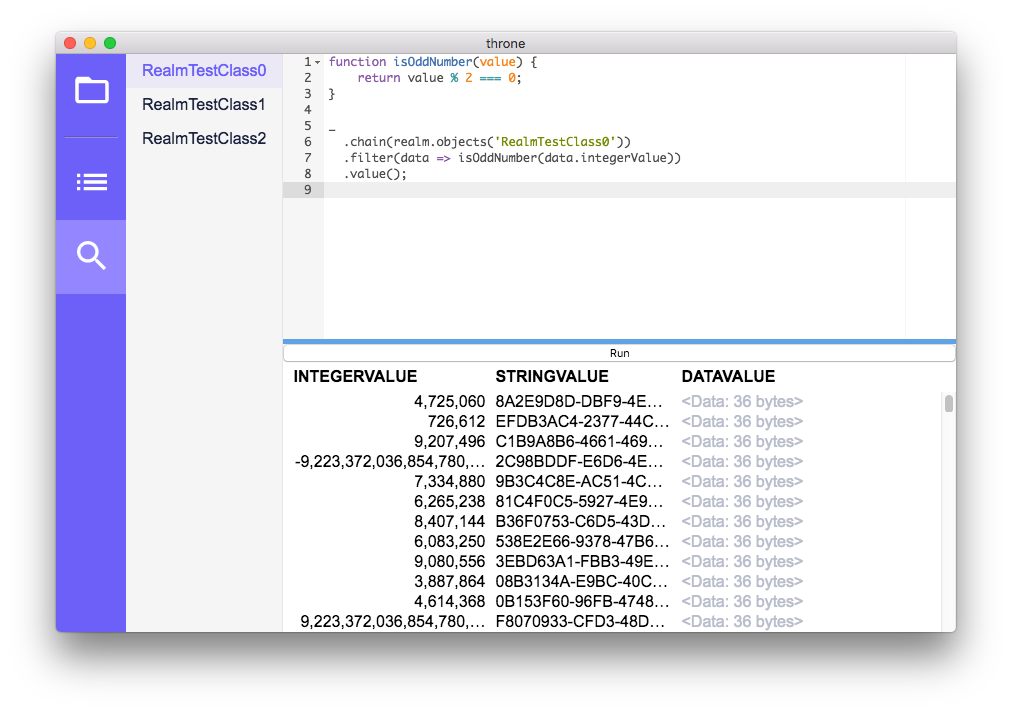 throne
RealmTestClass0
RealmTestClass1
RealmTestClass2
1 function isOddNumber(value) {
2     return value % 2 === 0;
3 }
4
5 _
6   .chain(realm.objects('RealmTestClass0'))
7   .filter(data => isOddNumber(data.integerValue))
8   .value();
9
Run
INTEGERVALUE STRINGVALUE DATAVALUE
4,725,060 8A2E9D8D-DBF9-4E... <Data: 36 bytes>
726,612 EFDB3AC4-2377-44C... <Data: 36 bytes>
9,207,496 C1B9A8B6-4661-469... <Data: 36 bytes>
-9,223,372,036,854,780,... 2C98BDDF-E6D6-4E... <Data: 36 bytes>
7,334,880 9B3C4C8E-AC51-4C... <Data: 36 bytes>
6,265,238 81C4F0C5-5927-4E9... <Data: 36 bytes>
8,407,144 B36F0753-C6D5-43D... <Data: 36 bytes>
6,083,250 538E2E66-9378-47B6... <Data: 36 bytes>
9,080,556 3EBD63A1-FBB3-49E... <Data: 36 bytes>
3,887,864 08B3134A-E9BC-40C... <Data: 36 bytes>
4,614,368 0B153F60-96FB-4748... <Data: 36 bytes>
9,223,372,036,854,780,... F8070933-CFD3-48D... <Data: 36 bytes>